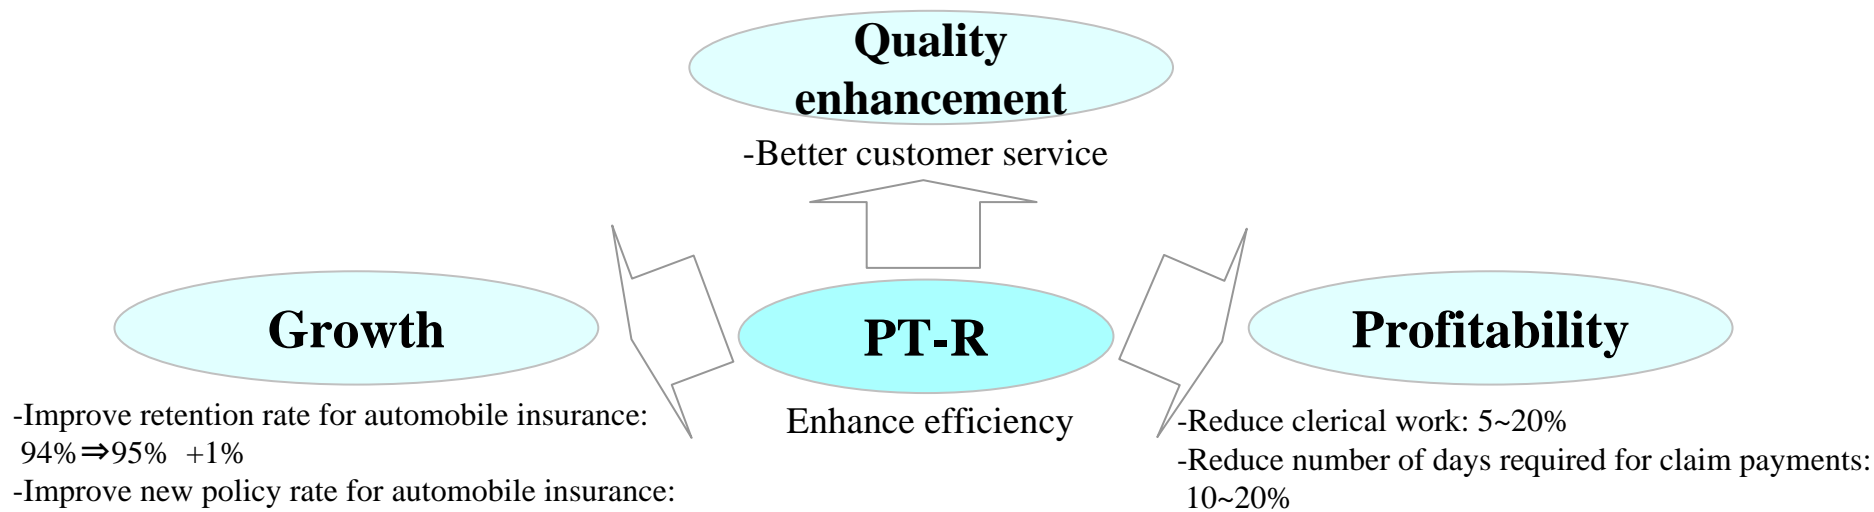 Quality
enhancement
-Better customer service
Growth
-Improve retention rate for automobile insurance:
94%⇒95% +1%
-Improve new policy rate for automobile insurance:
PT-R
Enhance efficiency
Profitability
-Reduce clerical work: 5~20%
-Reduce number of days required for claim payments:
10~20%